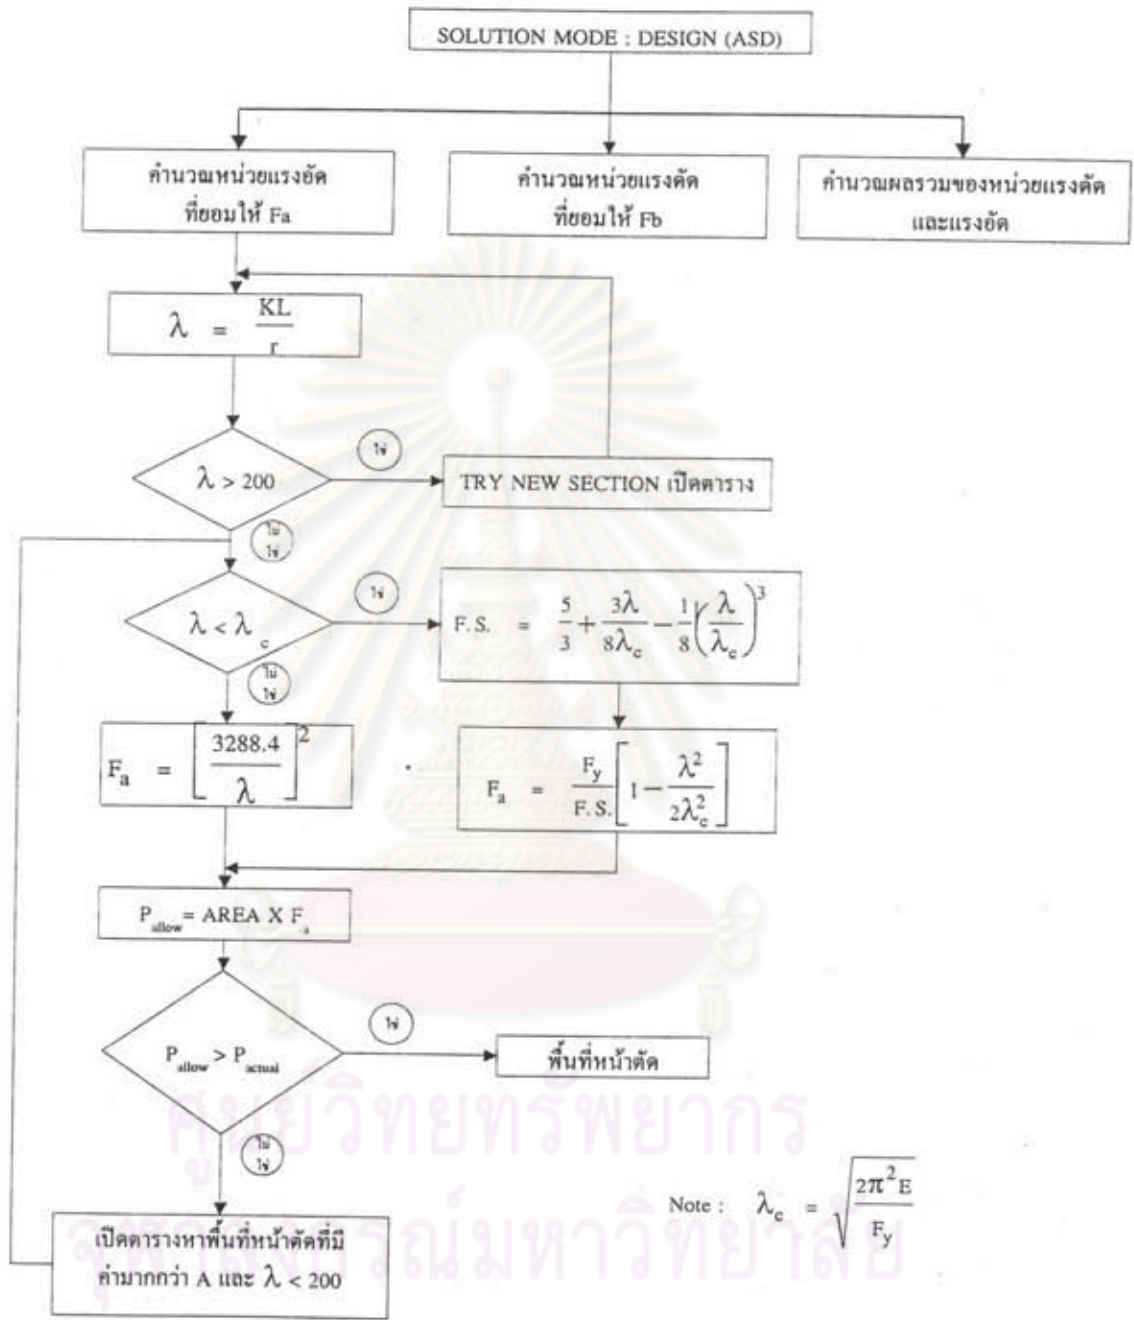 SOLUTION MODE : DESIGN (ASD)
คำนวณหน่วยแรงอัด
ที่ยอมให้ Fa
คำนวณหน่วยแรงดัด
ที่ยอมให้ Fb
คำนวณผลรวมของหน่วยแรงดัด
และแรงอัด
λ = KL / r
λ > 200
ใช่
TRY NEW SECTION เปิดตาราง
ไม่
ใช่
λ < λc
ใช่
F.S. = 5/3 + 3λ/8λc − 1/8 (λ/λc)³
ไม่
ใช่
Fa = [3288.4 / λ]²
Fa = Fy/F.S. [1 − λ²/2λc²]
Pallow = AREA X Fa
Pallow > Pactual
ใช่
พื้นที่หน้าตัด
ไม่
ใช่
เปิดตารางหาพื้นที่หน้าตัดที่มี
ค่ามากกว่า A และ λ < 200
Note : λc = √(2π²E / Fy)
ศูนย์วิทยทรัพยากร
จุฬาลงกรณ์มหาวิทยาลัย